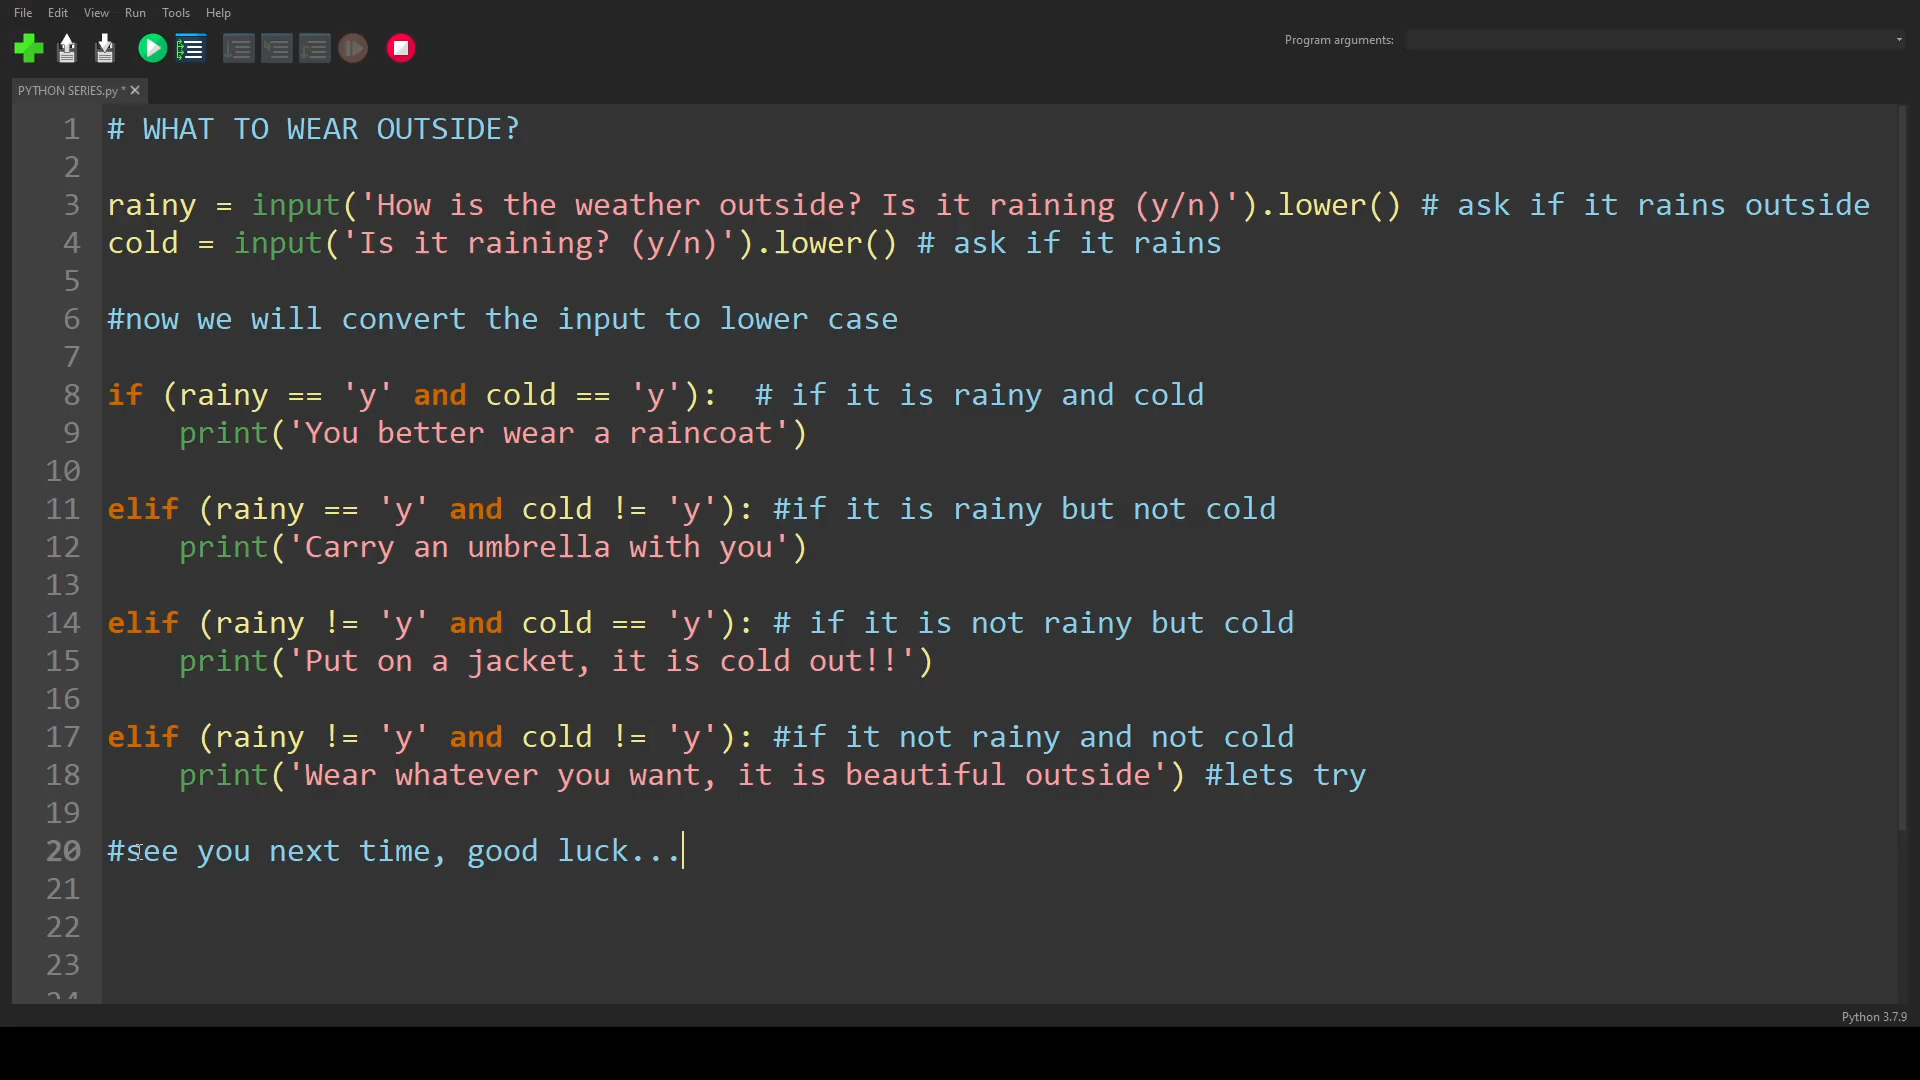 File Edit View Run Tools Help
Program arguments:
PYTHON SERIES.py *
1 # WHAT TO WEAR OUTSIDE?
2
3 rainy = input('How is the weather outside? Is it raining (y/n)').lower() # ask if it rains outside
4 cold = input('Is it raining? (y/n)').lower() # ask if it rains
5
6 #now we will convert the input to lower case
7
8 if (rainy == 'y' and cold == 'y'):  # if it is rainy and cold
9     print('You better wear a raincoat')
10
11 elif (rainy == 'y' and cold != 'y'): #if it is rainy but not cold
12     print('Carry an umbrella with you')
13
14 elif (rainy != 'y' and cold == 'y'): # if it is not rainy but cold
15     print('Put on a jacket, it is cold out!!')
16
17 elif (rainy != 'y' and cold != 'y'): #if it not rainy and not cold
18     print('Wear whatever you want, it is beautiful outside') #lets try
19
20 #see you next time, good luck...
21
22
23
24
Python 3.7.9